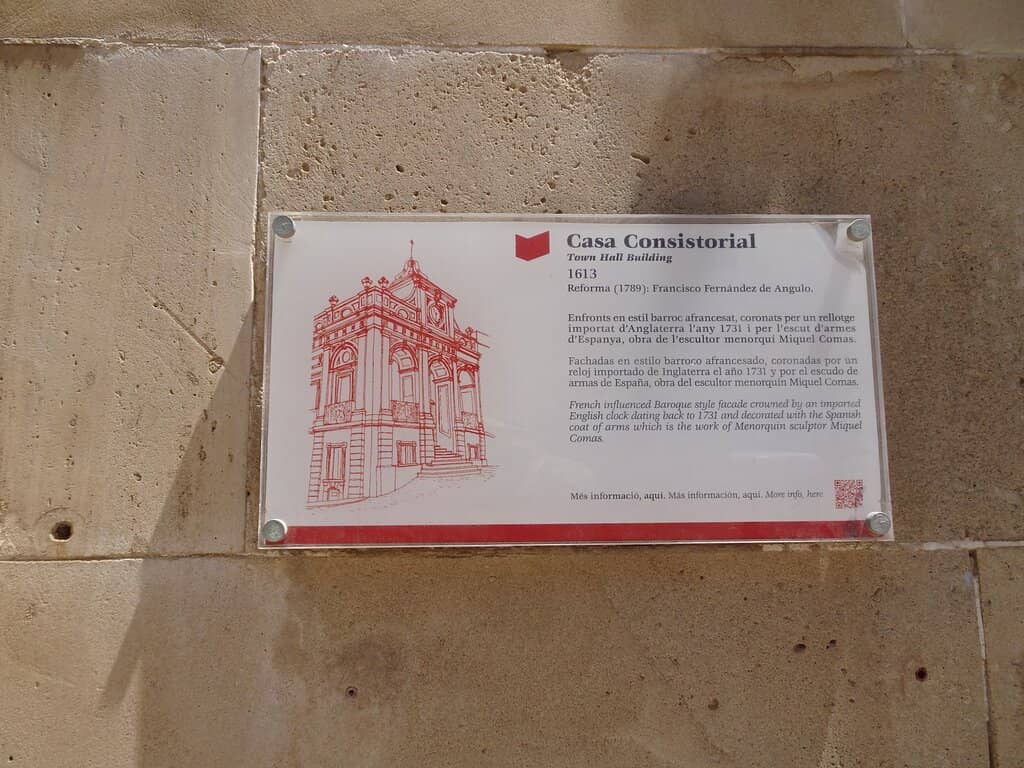 Casa Consistorial
Town Hall Building
1613
Reforma (1789): Francisco Fernández de Angulo.
Enfronts en estil barroc afrancesat, coronats per un rellotge
importat d'Anglaterra l'any 1731 i per l'escut d'armes
d'Espanya, obra de l'escultor menorquí Miquel Comas.
Fachadas en estilo barroco afrancesado, coronadas por un
reloj importado de Inglaterra el año 1731 y por el escudo de
armas de España, obra del escultor menorquín Miquel Comas.
French influenced Baroque style facade crowned by an imported
English clock dating back to 1731 and decorated with the Spanish
coat of arms which is the work of Menorquin sculptor Miquel
Comas.
Més informació, aquí. Más información, aquí. More info, here